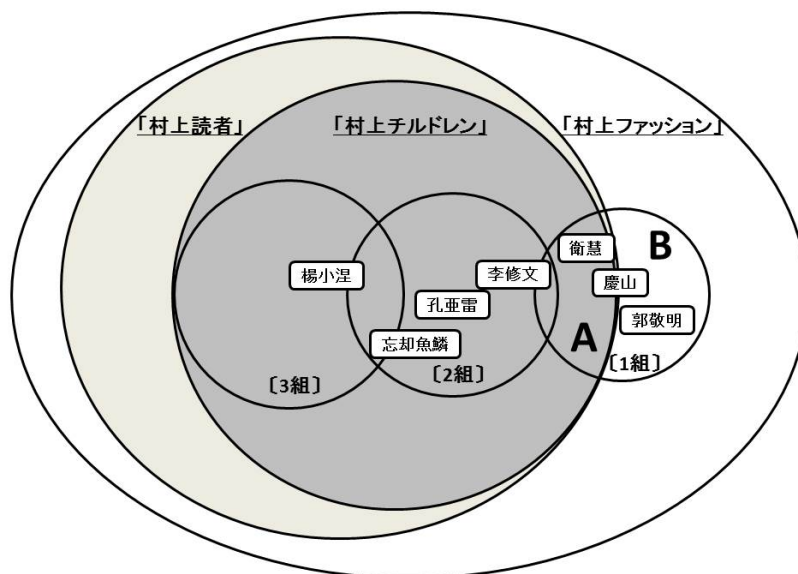 「村上読者」
「村上チルドレン」
「村上ファッション」
衛慧
B
楊小涅
李修文
慶山
孔亜雷
郭敬明
A
忘却魚鱗
〔3組〕
〔2組〕
〔1組〕